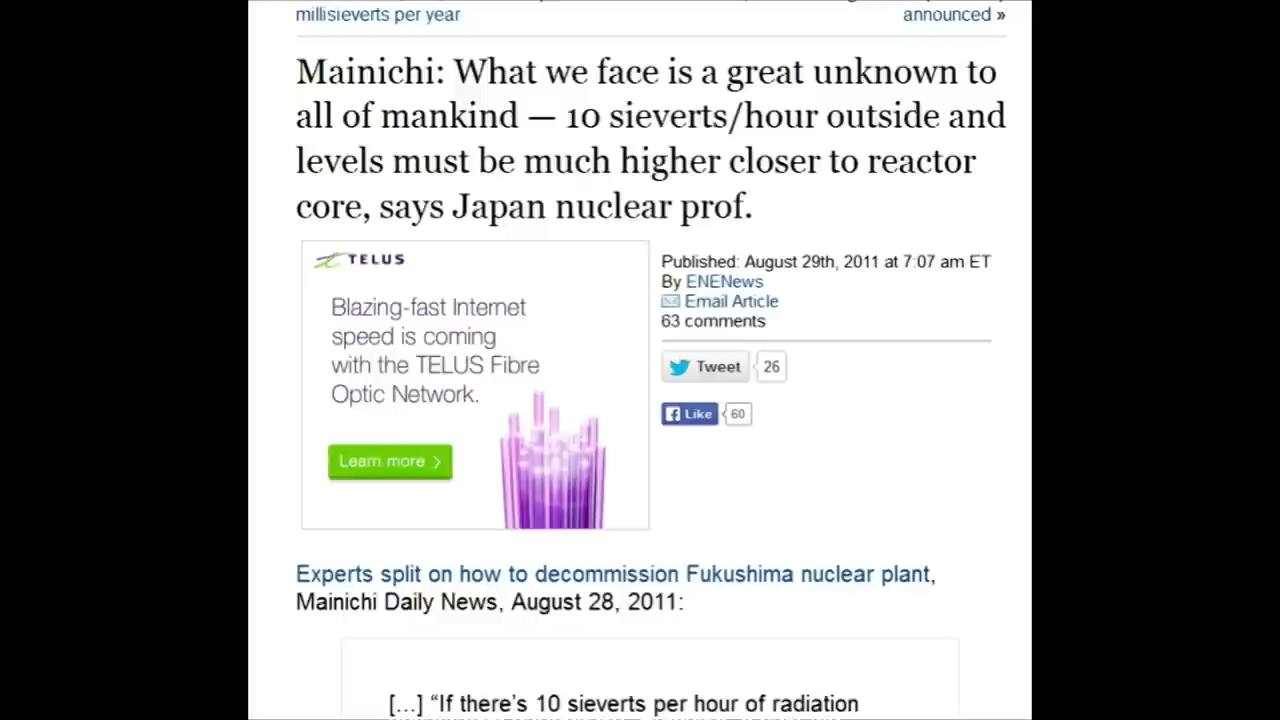 millisieverts per year
announced »
Mainichi: What we face is a great unknown to
all of mankind — 10 sieverts/hour outside and
levels must be much higher closer to reactor
core, says Japan nuclear prof.
TELUS
Blazing-fast Internet
speed is coming
with the TELUS Fibre
Optic Network.
Learn more >
Published: August 29th, 2011 at 7:07 am ET
By ENENews
Email Article
63 comments
Tweet 26
Like 60
Experts split on how to decommission Fukushima nuclear plant,
Mainichi Daily News, August 28, 2011:
[...] “If there’s 10 sieverts per hour of radiation